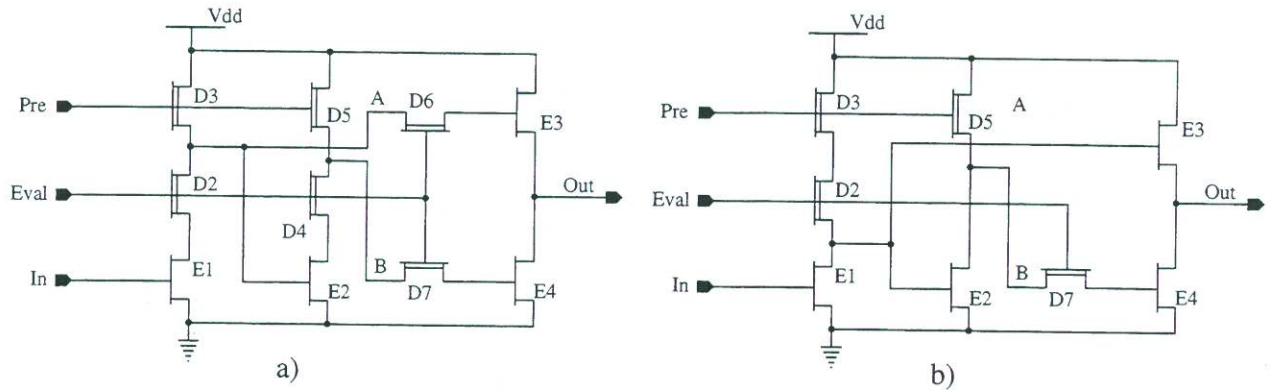 Vdd
Pre
D3
D5
A
D6
E3
Eval
D2
D4
Out
In
E1
E2
B
D7
E4
a)
Vdd
Pre
D3
D5
A
E3
Eval
D2
Out
In
E1
E2
B
D7
E4
b)